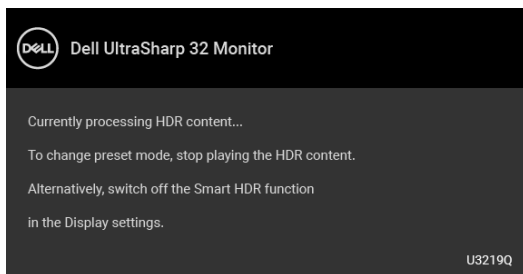 DELL
Dell UltraSharp 32 Monitor
Currently processing HDR content...
To change preset mode, stop playing the HDR content.
Alternatively, switch off the Smart HDR function
in the Display settings.
U3219Q